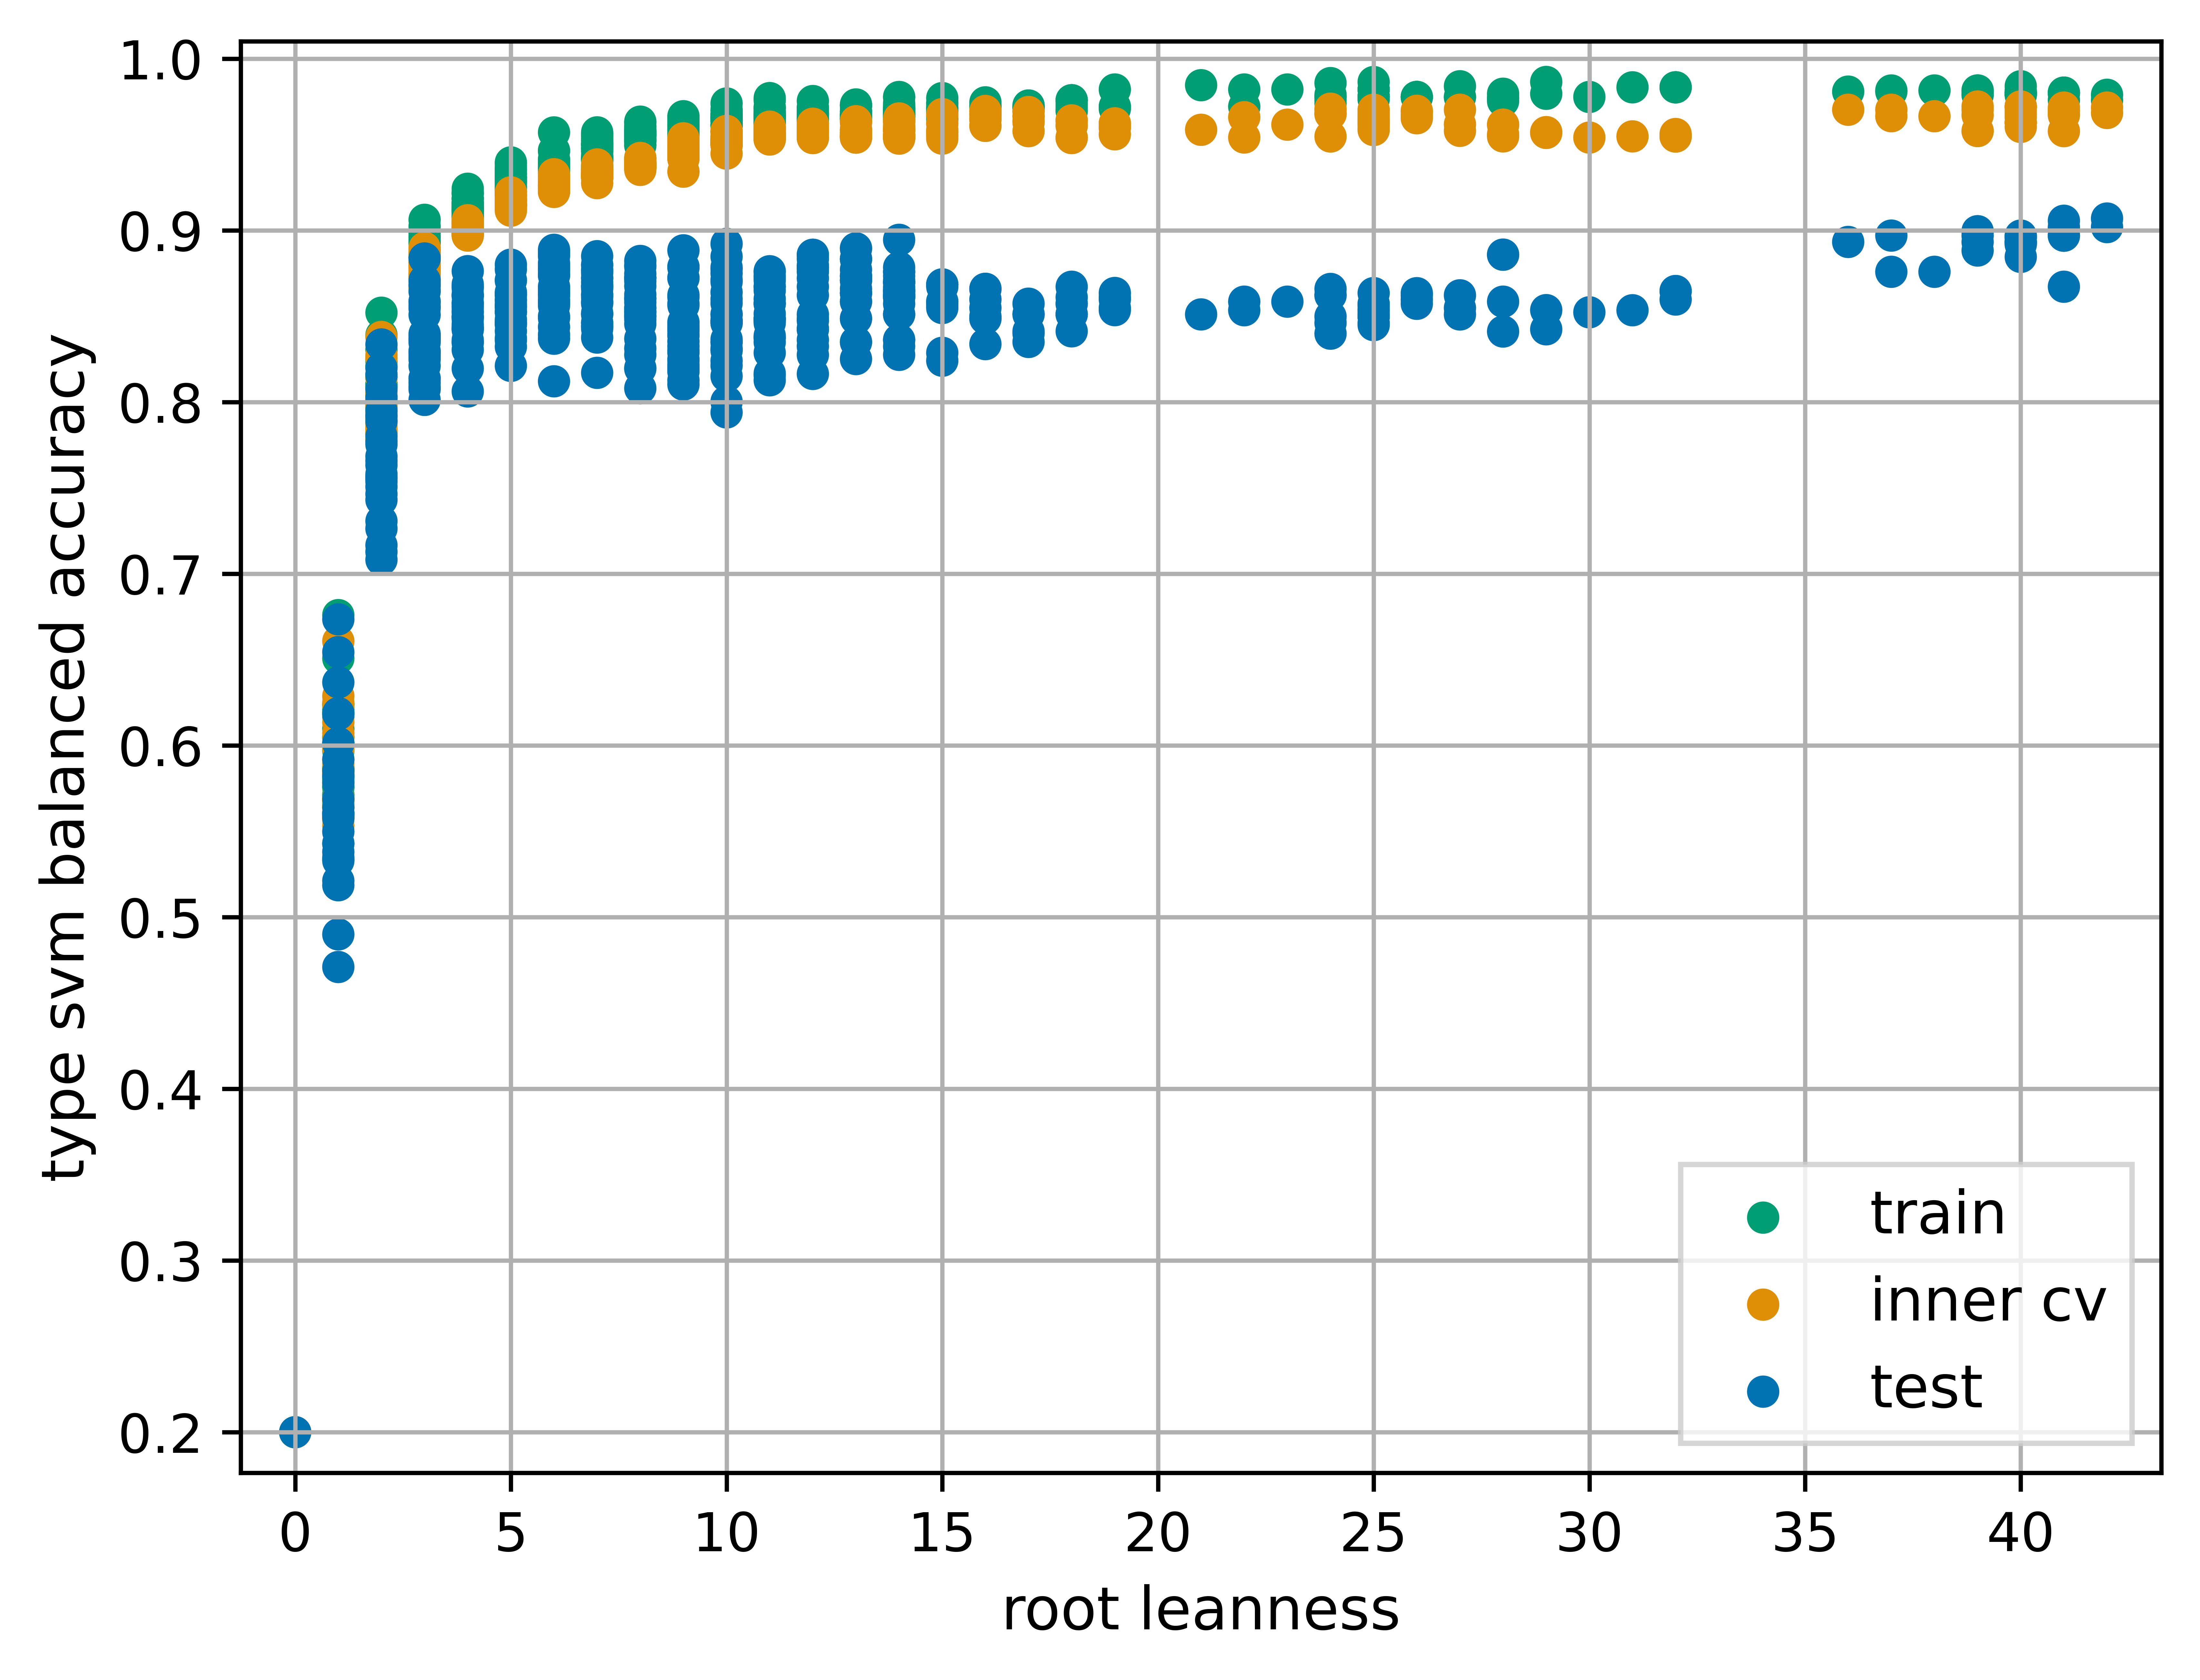 1.0
0.9
0.8
0.7
0.6
0.5
0.4
0.3
0.2
type svm balanced accuracy
train
inner cv
test
0 5 10 15 20 25 30 35 40
root leanness